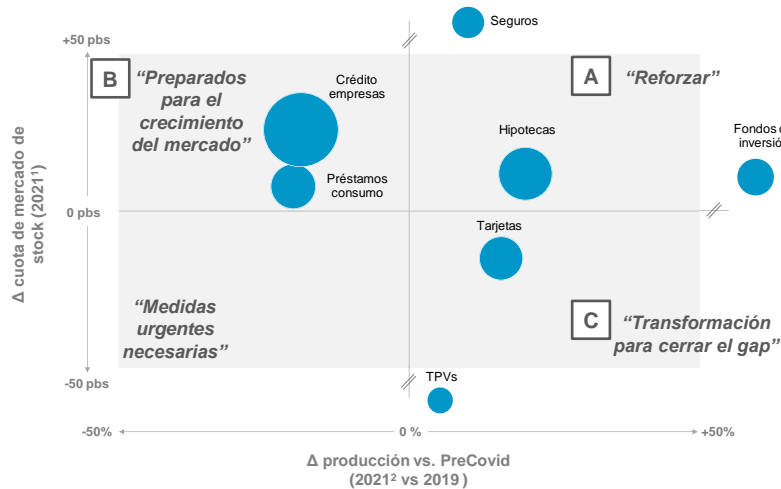 Seguros
+50 pbs
B
“Preparados
para el
crecimiento
del mercado”
Crédito
empresas
A
“Reforzar”
Hipotecas
Fondos d
inversió
Préstamos
consumo
Δ cuota de mercado de
stock (2021¹)
0 pbs
Tarjetas
“Medidas
urgentes
necesarias”
C
“Transformación
para cerrar el gap”
-50 pbs
TPVs
-50%
0 %
+50%
Δ producción vs. PreCovid
(2021² vs 2019 )